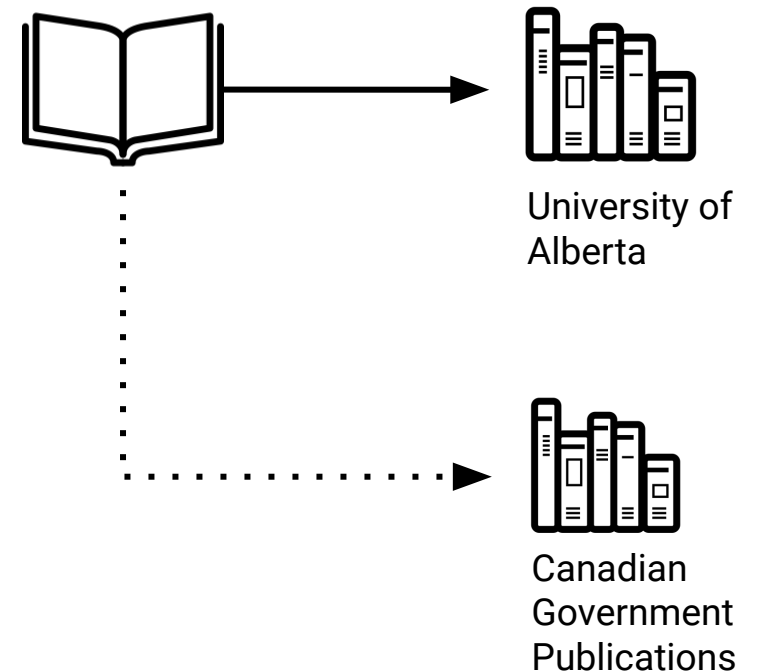 University of
Alberta
Canadian
Government
Publications